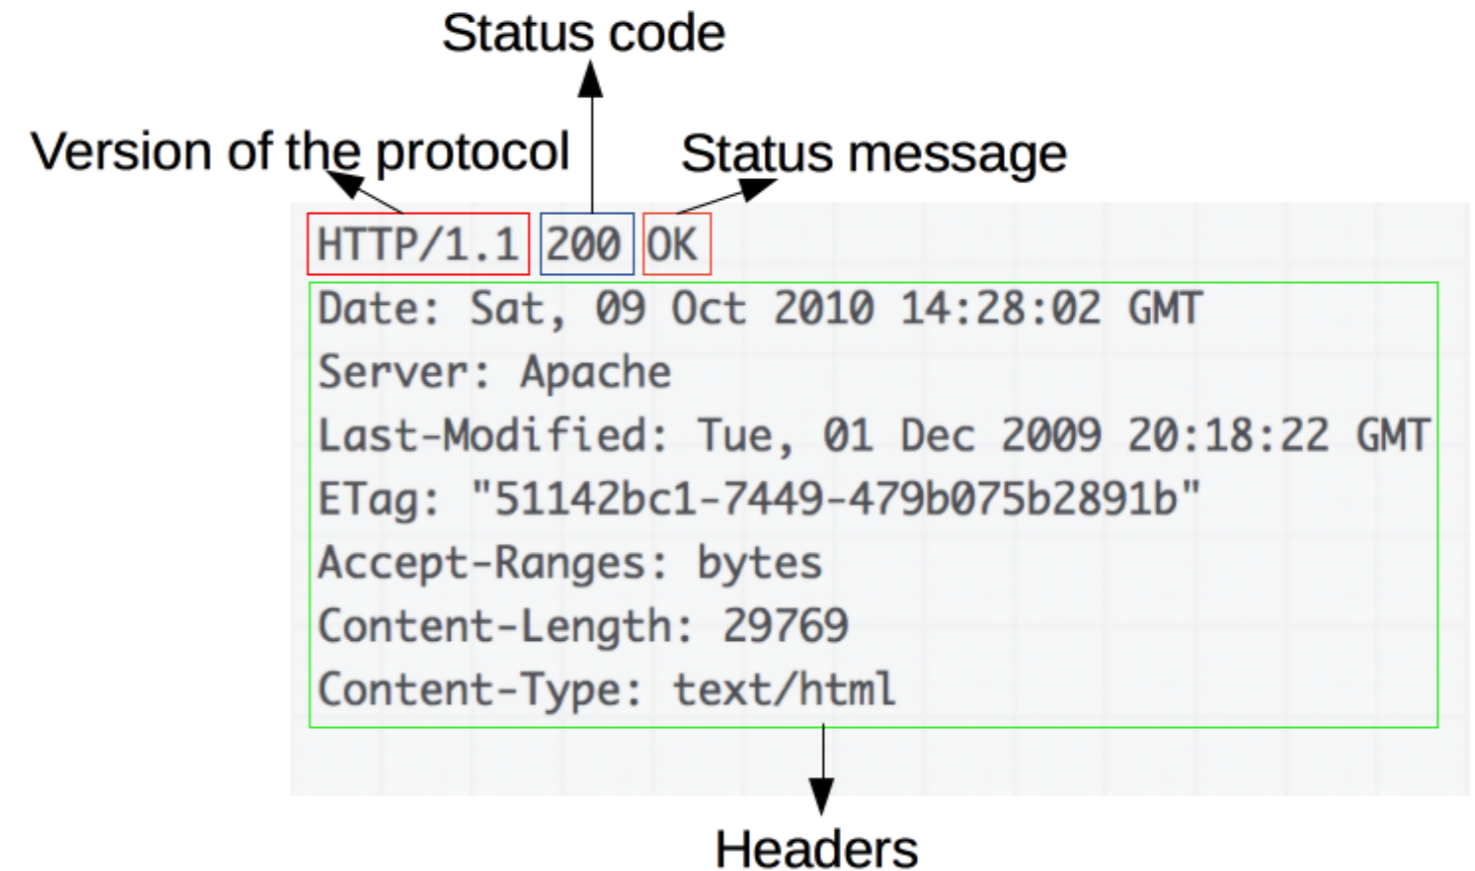 Status code
Version of the protocol
Status message
HTTP/1.1 200 OK
Date: Sat, 09 Oct 2010 14:28:02 GMT
Server: Apache
Last-Modified: Tue, 01 Dec 2009 20:18:22 GMT
ETag: "51142bc1-7449-479b075b2891b"
Accept-Ranges: bytes
Content-Length: 29769
Content-Type: text/html
Headers